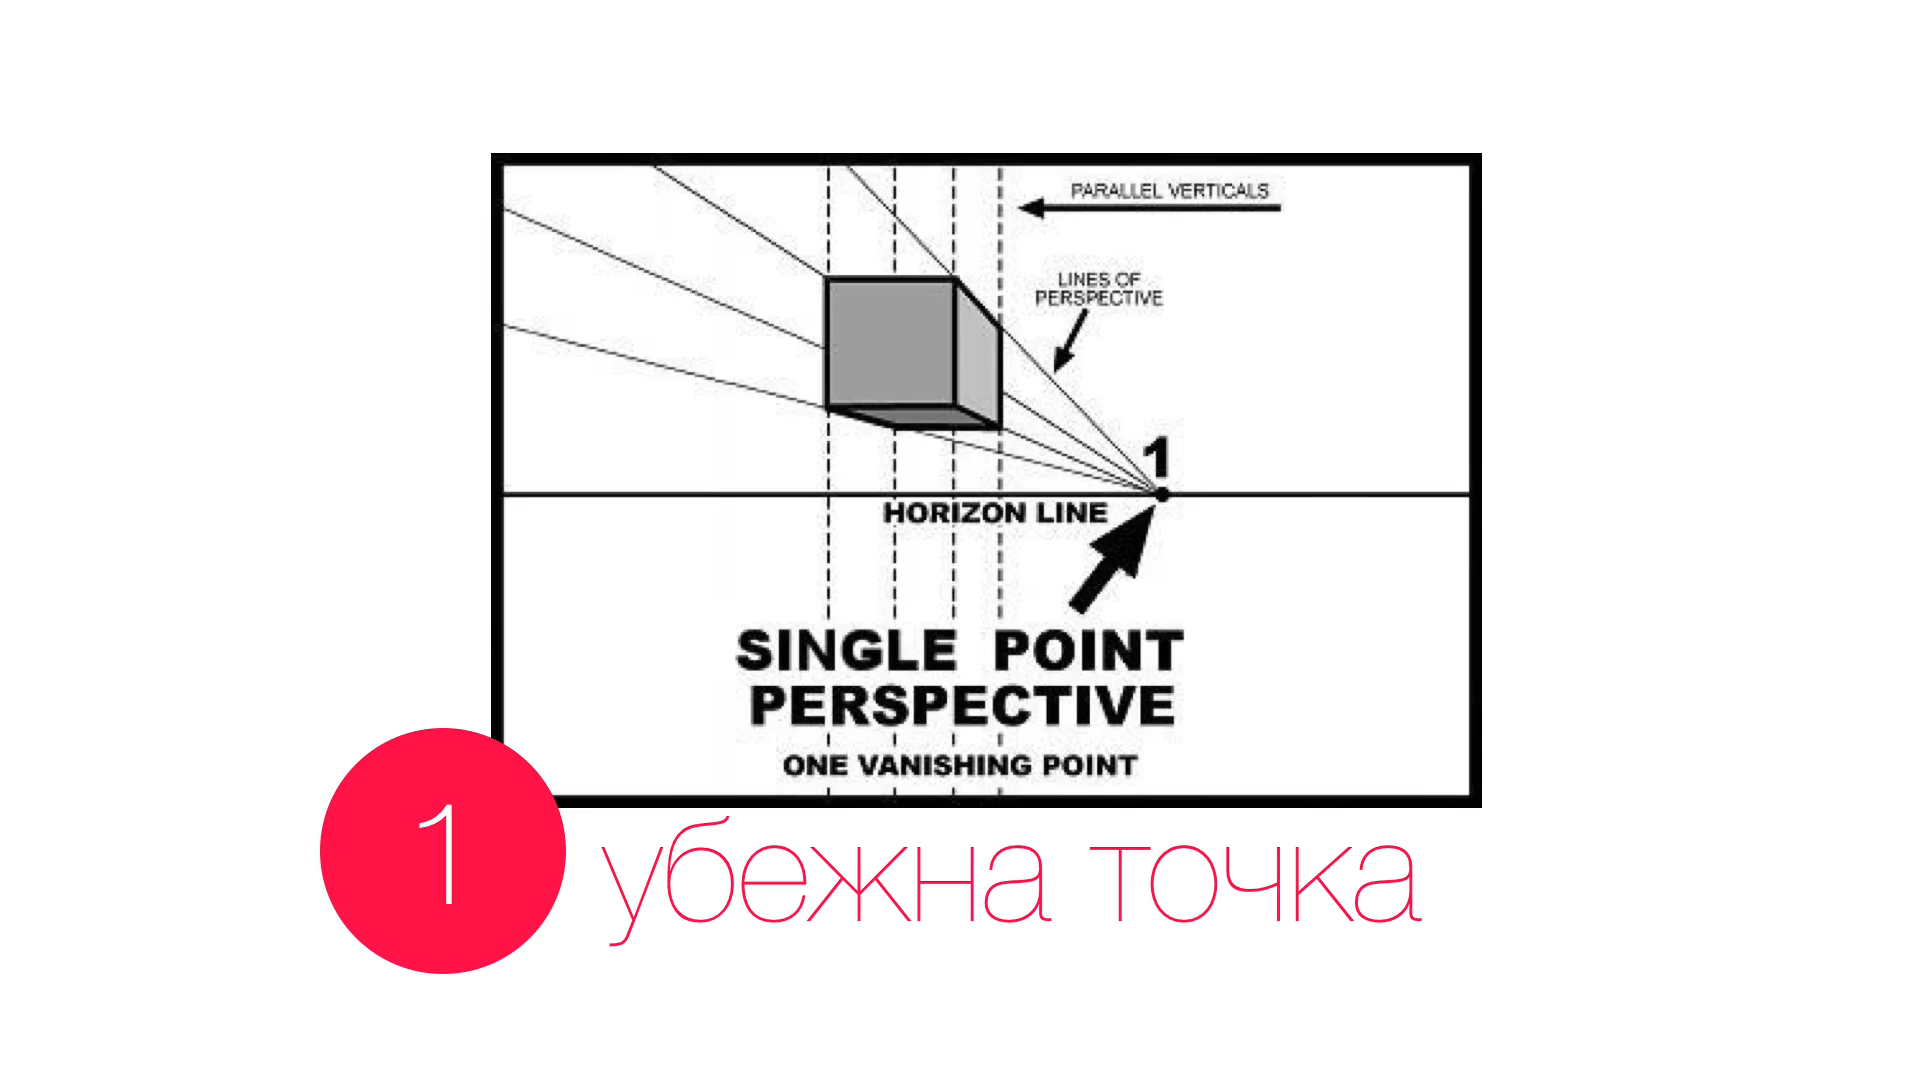 PARALLEL VERTICALS
LINES OF
PERSPECTIVE
1
HORIZON LINE
SINGLE POINT
PERSPECTIVE
ONE VANISHING POINT
1 убежна точка